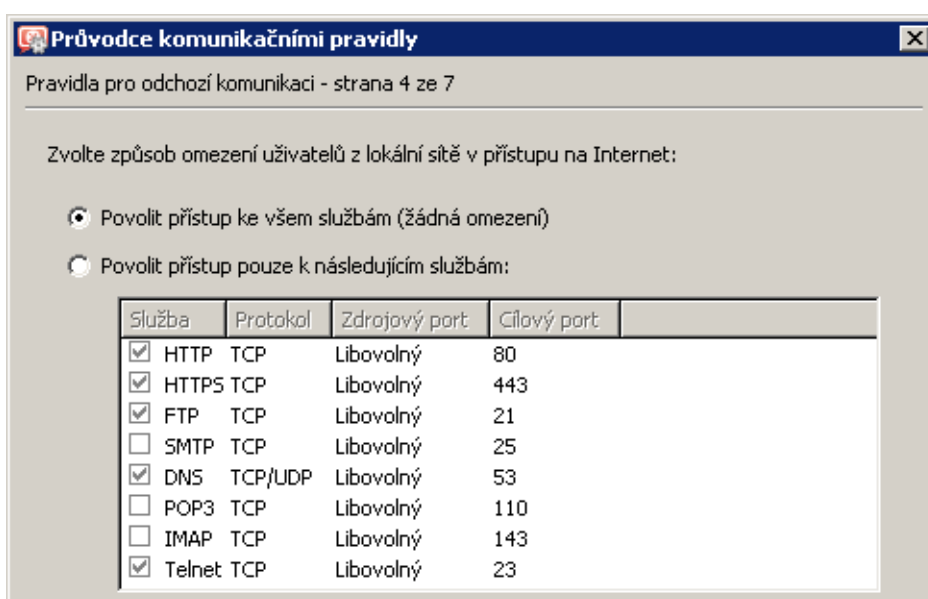 Průvodce komunikačními pravidly
Pravidla pro odchozí komunikaci - strana 4 ze 7
Zvolte způsob omezení uživatelů z lokální sítě v přístupu na Internet:
Povolit přístup ke všem službám (žádná omezení)
Povolit přístup pouze k následujícím službám:
Služba Protokol Zdrojový port Cílový port
HTTP TCP Libovolný 80
HTTPS TCP Libovolný 443
FTP TCP Libovolný 21
SMTP TCP Libovolný 25
DNS TCP/UDP Libovolný 53
POP3 TCP Libovolný 110
IMAP TCP Libovolný 143
Telnet TCP Libovolný 23